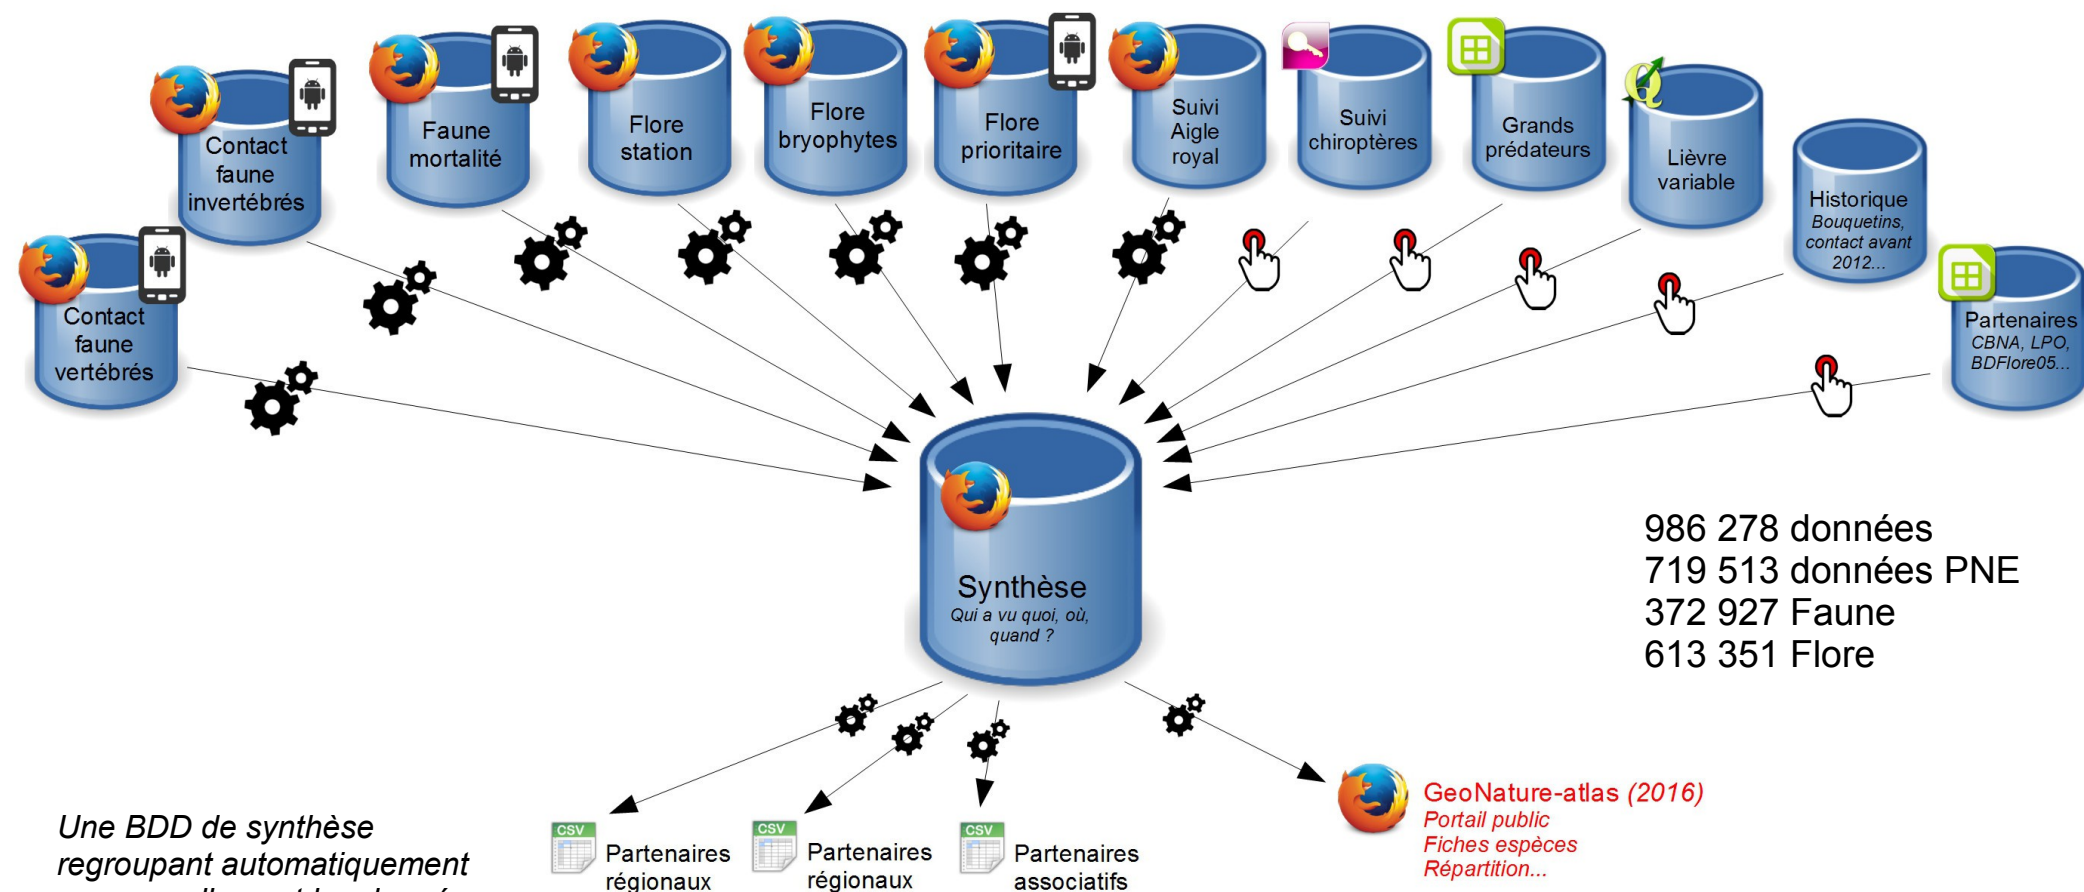 Contact
faune
vertébrés
Contact
faune
invertébrés
Faune
mortalité
Flore
station
Flore
bryophytes
Flore
prioritaire
Suivi
Aigle
royal
Suivi
chiroptères
Grands
prédateurs
Lièvre
variable
Historique
Bouquetins,
contact avant
2012...
Partenaires
CBNA, LPO,
BDFlore05...
Synthèse
Qui a vu quoi, où,
quand ?
986 278 données
719 513 données PNE
372 927 Faune
613 351 Flore
Une BDD de synthèse
regroupant automatiquement
CSV
Partenaires
régionaux
CSV
Partenaires
régionaux
CSV
Partenaires
associatifs
GeoNature-atlas (2016)
Portail public
Fiches espèces
Répartition...